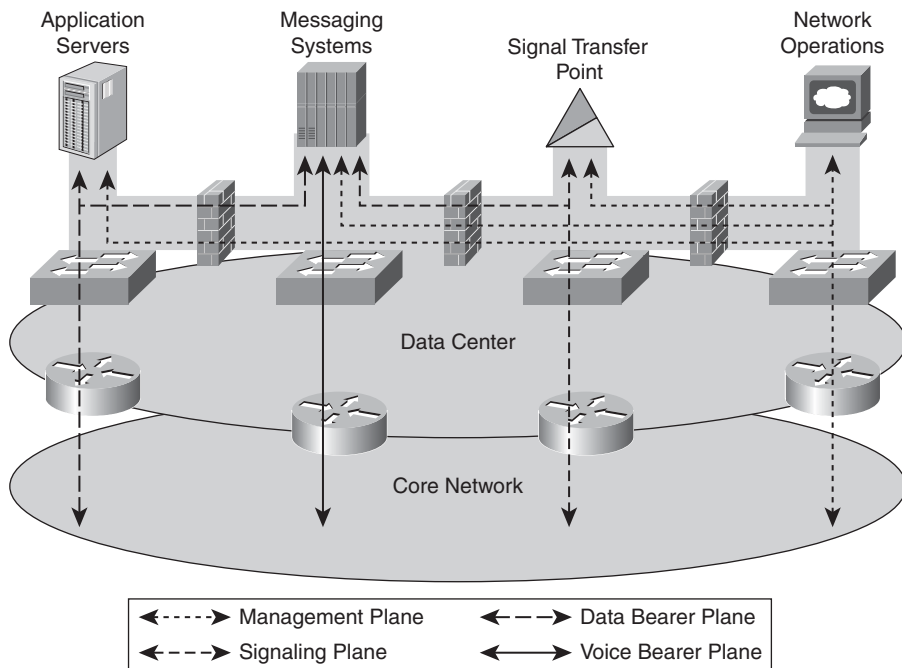 Application
Servers
Messaging
Systems
Signal Transfer
Point
Network
Operations
Data Center
Core Network
Management Plane
Data Bearer Plane
Signaling Plane
Voice Bearer Plane